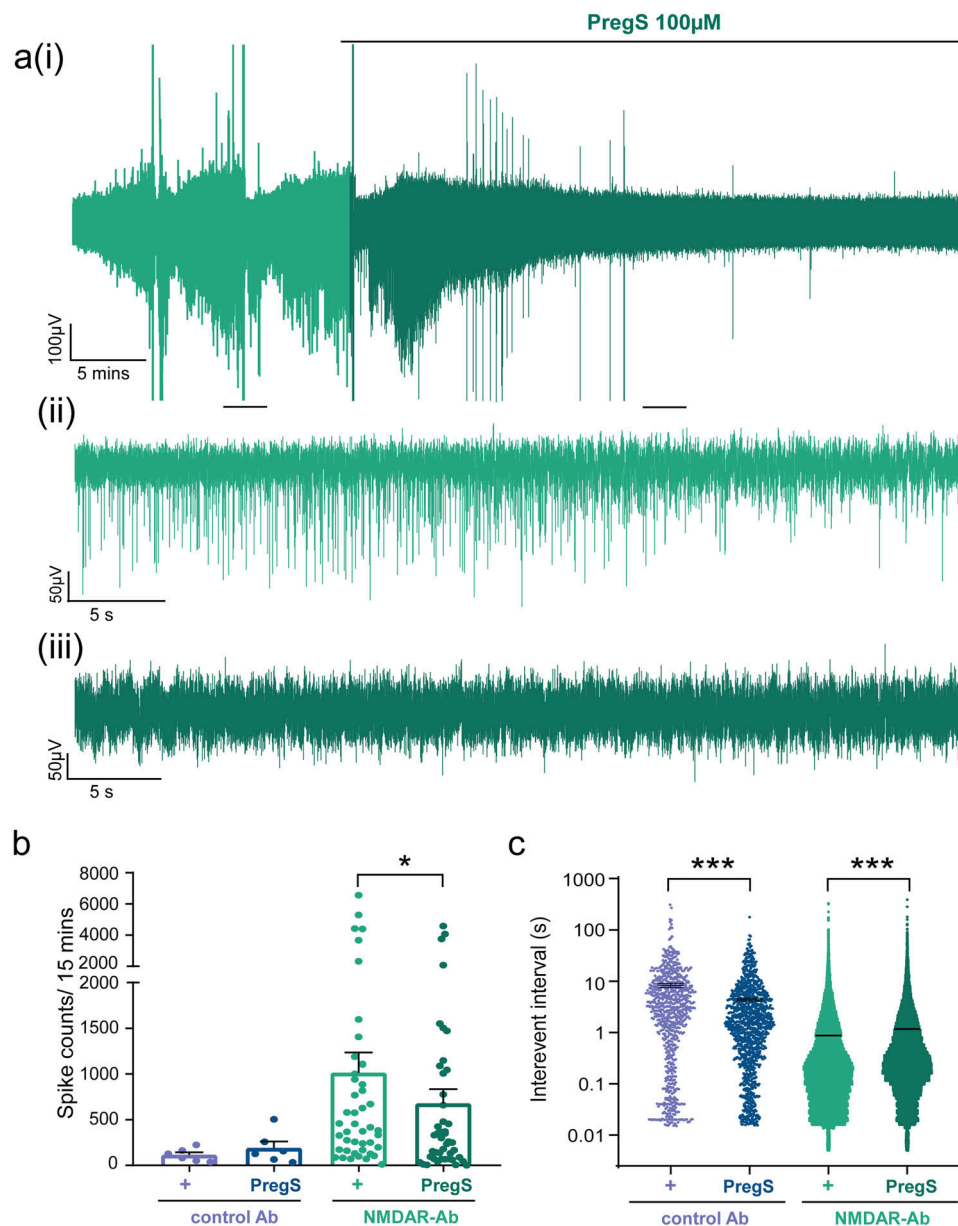 PregS 100µM
a(i)
100µV
5 mins
(ii)
50µV
5 s
(iii)
50µV
5 s
b
Spike counts/ 15 mins
8000
6000
4000
2000
2000
1500
1000
500
0
*
+
PregS
+
PregS
control Ab
NMDAR-Ab
c
Interevent interval (s)
1000
100
10
1
0.1
0.01
***
***
+
PregS
+
PregS
control Ab
NMDAR-Ab